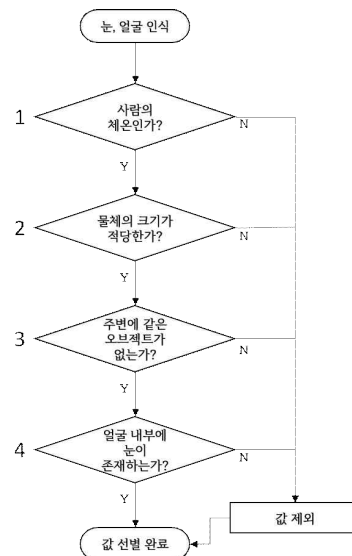 눈, 얼굴 인식
1
사람의
체온인가?
N
Y
2
물체의 크기가
적당한가?
N
Y
3
주변에 같은
오브젝트가
없는가?
N
Y
4
얼굴 내부에
눈이
존재하는가?
N
Y
값 제외
값 선별 완료